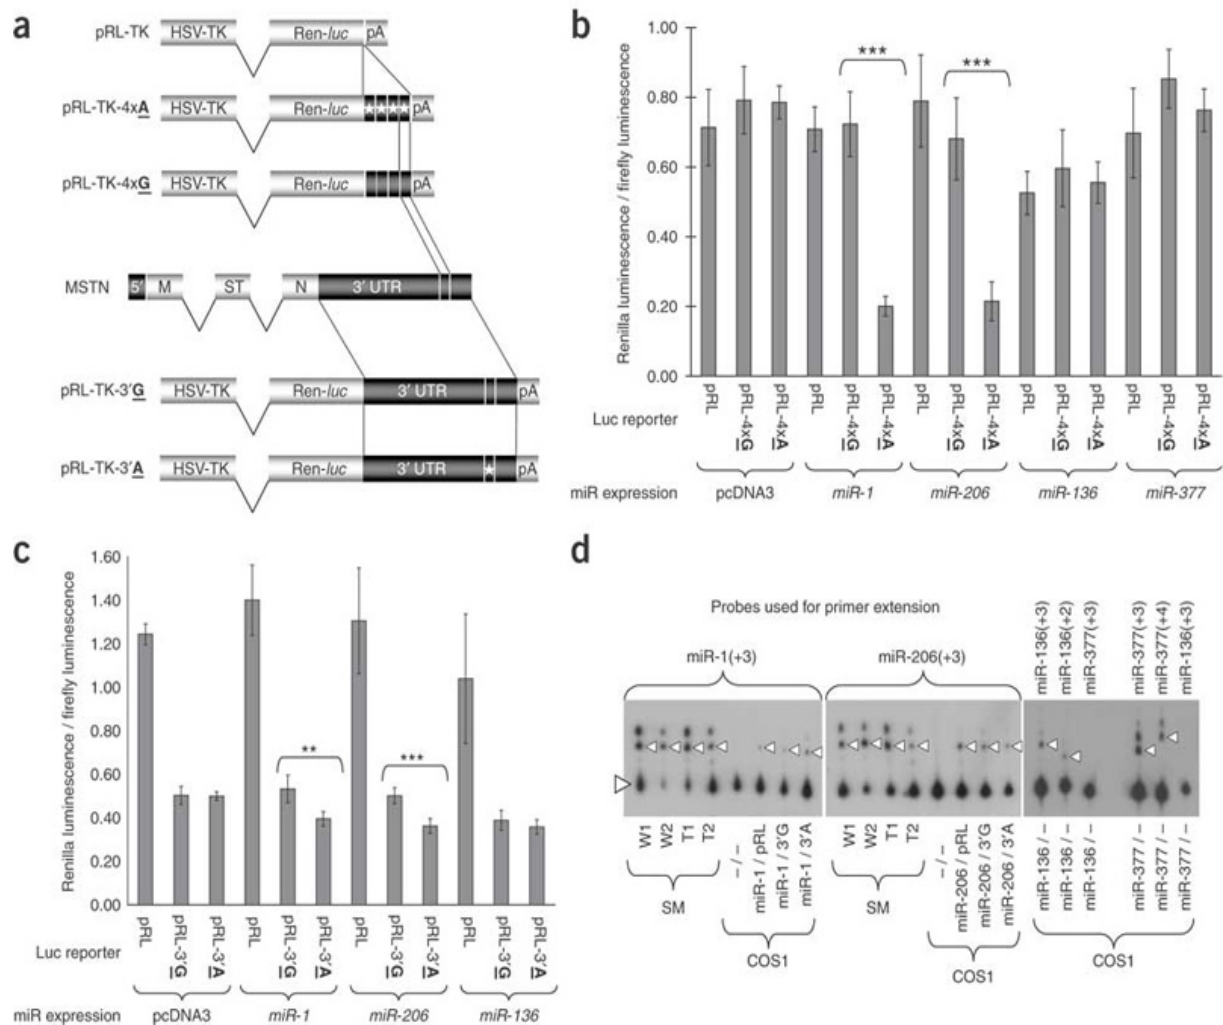 a
pRL-TK
HSV-TK
Ren-luc
pA
pRL-TK-4xA
HSV-TK
Ren-luc
pA
pRL-TK-4xG
HSV-TK
Ren-luc
pA
MSTN
5′
M
ST
N
3′ UTR
pRL-TK-3′G
HSV-TK
Ren-luc
3′ UTR
pA
pRL-TK-3′A
HSV-TK
Ren-luc
3′ UTR
*
pA
b
Renilla luminescence / firefly luminescence
1.00
0.80
0.60
0.40
0.20
0.00
***
***
Luc reporter
pRL
pRL-4xG
pRL-4xA
pRL
pRL-4xG
pRL-4xA
pRL
pRL-4xG
pRL-4xA
pRL
pRL-4xG
pRL-4xA
pRL
pRL-4xG
pRL-4xA
miR expression
pcDNA3
miR-1
miR-206
miR-136
miR-377
c
Renilla luminescence / firefly luminescence
1.60
1.40
1.20
1.00
0.80
0.60
0.40
0.20
0.00
**
***
Luc reporter
pRL
pRL-3′G
pRL-3′A
pRL
pRL-3′G
pRL-3′A
pRL
pRL-3′G
pRL-3′A
pRL
pRL-3′G
pRL-3′A
miR expression
pcDNA3
miR-1
miR-206
miR-136
d
Probes used for primer extension
miR-1(+3)
miR-206(+3)
miR-136(+3)
miR-136(+2)
miR-377(+3)
miR-377(+3)
miR-377(+4)
miR-136(+3)
W1
W2
T1
T2
– / –
miR-1 / pRL
miR-1 / 3′G
miR-1 / 3′A
W1
W2
T1
T2
– / –
miR-206 / pRL
miR-206 / 3′G
miR-206 / 3′A
miR-136 / –
miR-136 / –
miR-136 / –
miR-377 / –
miR-377 / –
miR-377 / –
SM
COS1
SM
COS1
COS1